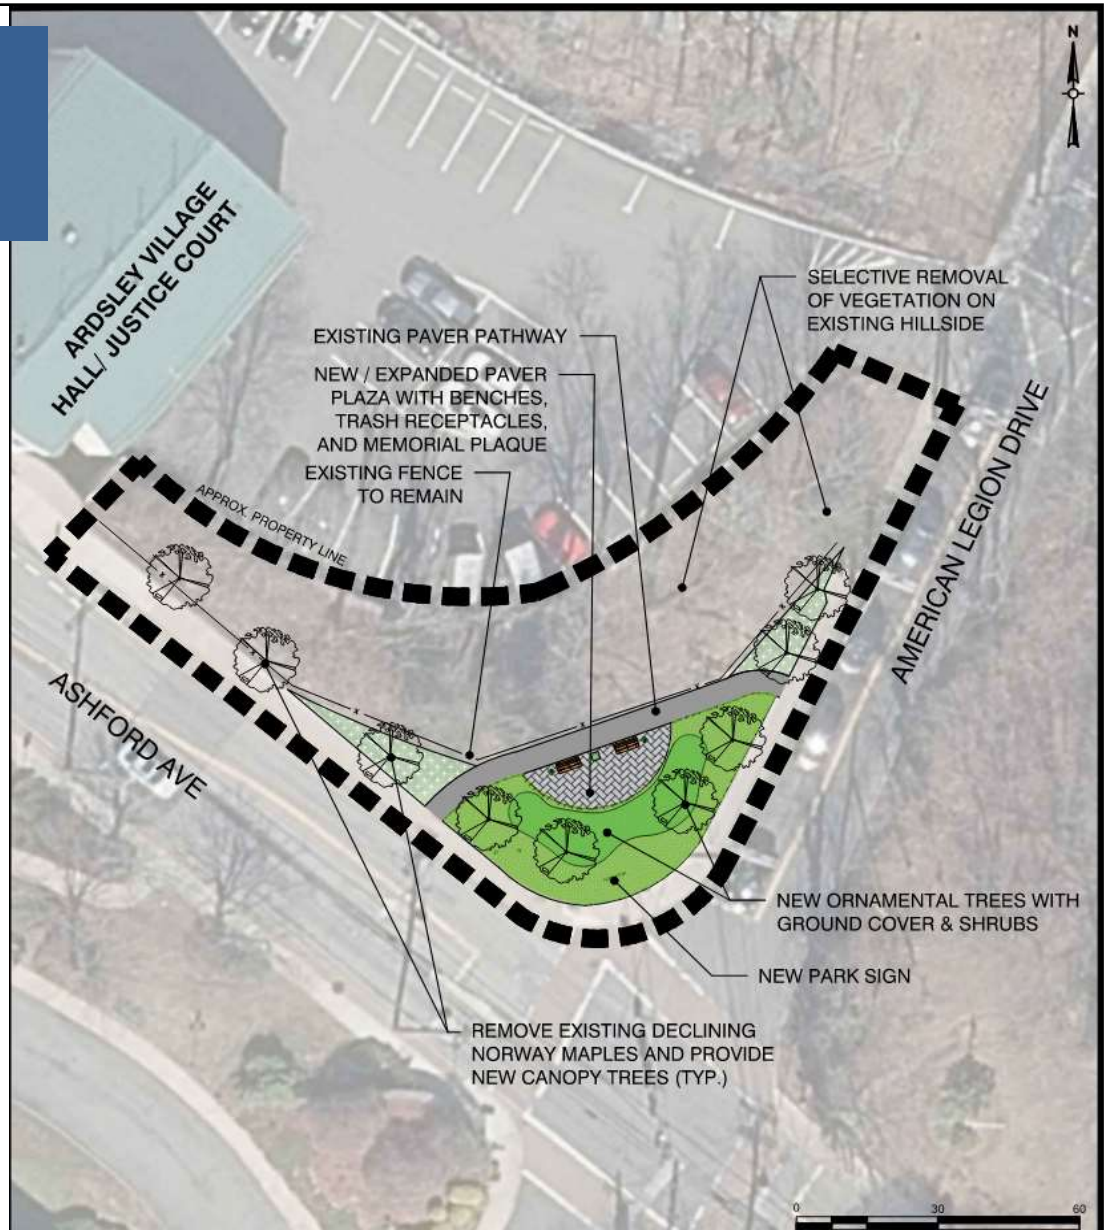 N
ARDSLEY VILLAGE
HALL/ JUSTICE COURT
SELECTIVE REMOVAL
OF VEGETATION ON
EXISTING HILLSIDE
EXISTING PAVER PATHWAY
NEW / EXPANDED PAVER
PLAZA WITH BENCHES,
TRASH RECEPTACLES,
AND MEMORIAL PLAQUE
EXISTING FENCE
TO REMAIN
APPROX. PROPERTY LINE
AMERICAN LEGION DRIVE
ASHFORD AVE
NEW ORNAMENTAL TREES WITH
GROUND COVER & SHRUBS
NEW PARK SIGN
REMOVE EXISTING DECLINING
NORWAY MAPLES AND PROVIDE
NEW CANOPY TREES (TYP.)
0 30 60